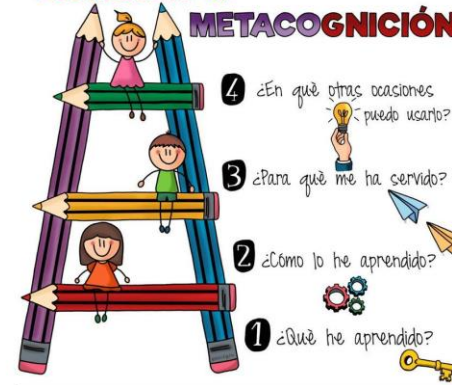 METACOGNICIÓN
4 ¿En qué otras ocasiones
puedo usarlo?
3 ¿Para qué me ha servido?
2 ¿Cómo lo he aprendido?
1 ¿Qué he aprendido?